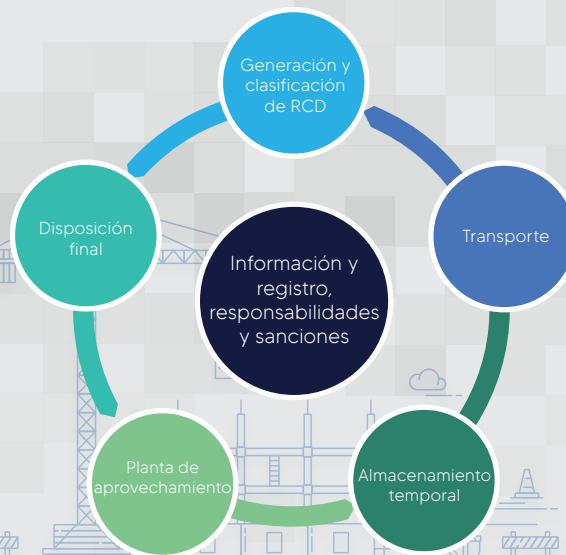 Generación y
clasificación
de RCD
Disposición
final
Transporte
Información y
registro,
responsabilidades
y sanciones
Planta de
aprovechamiento
Almacenamiento
temporal